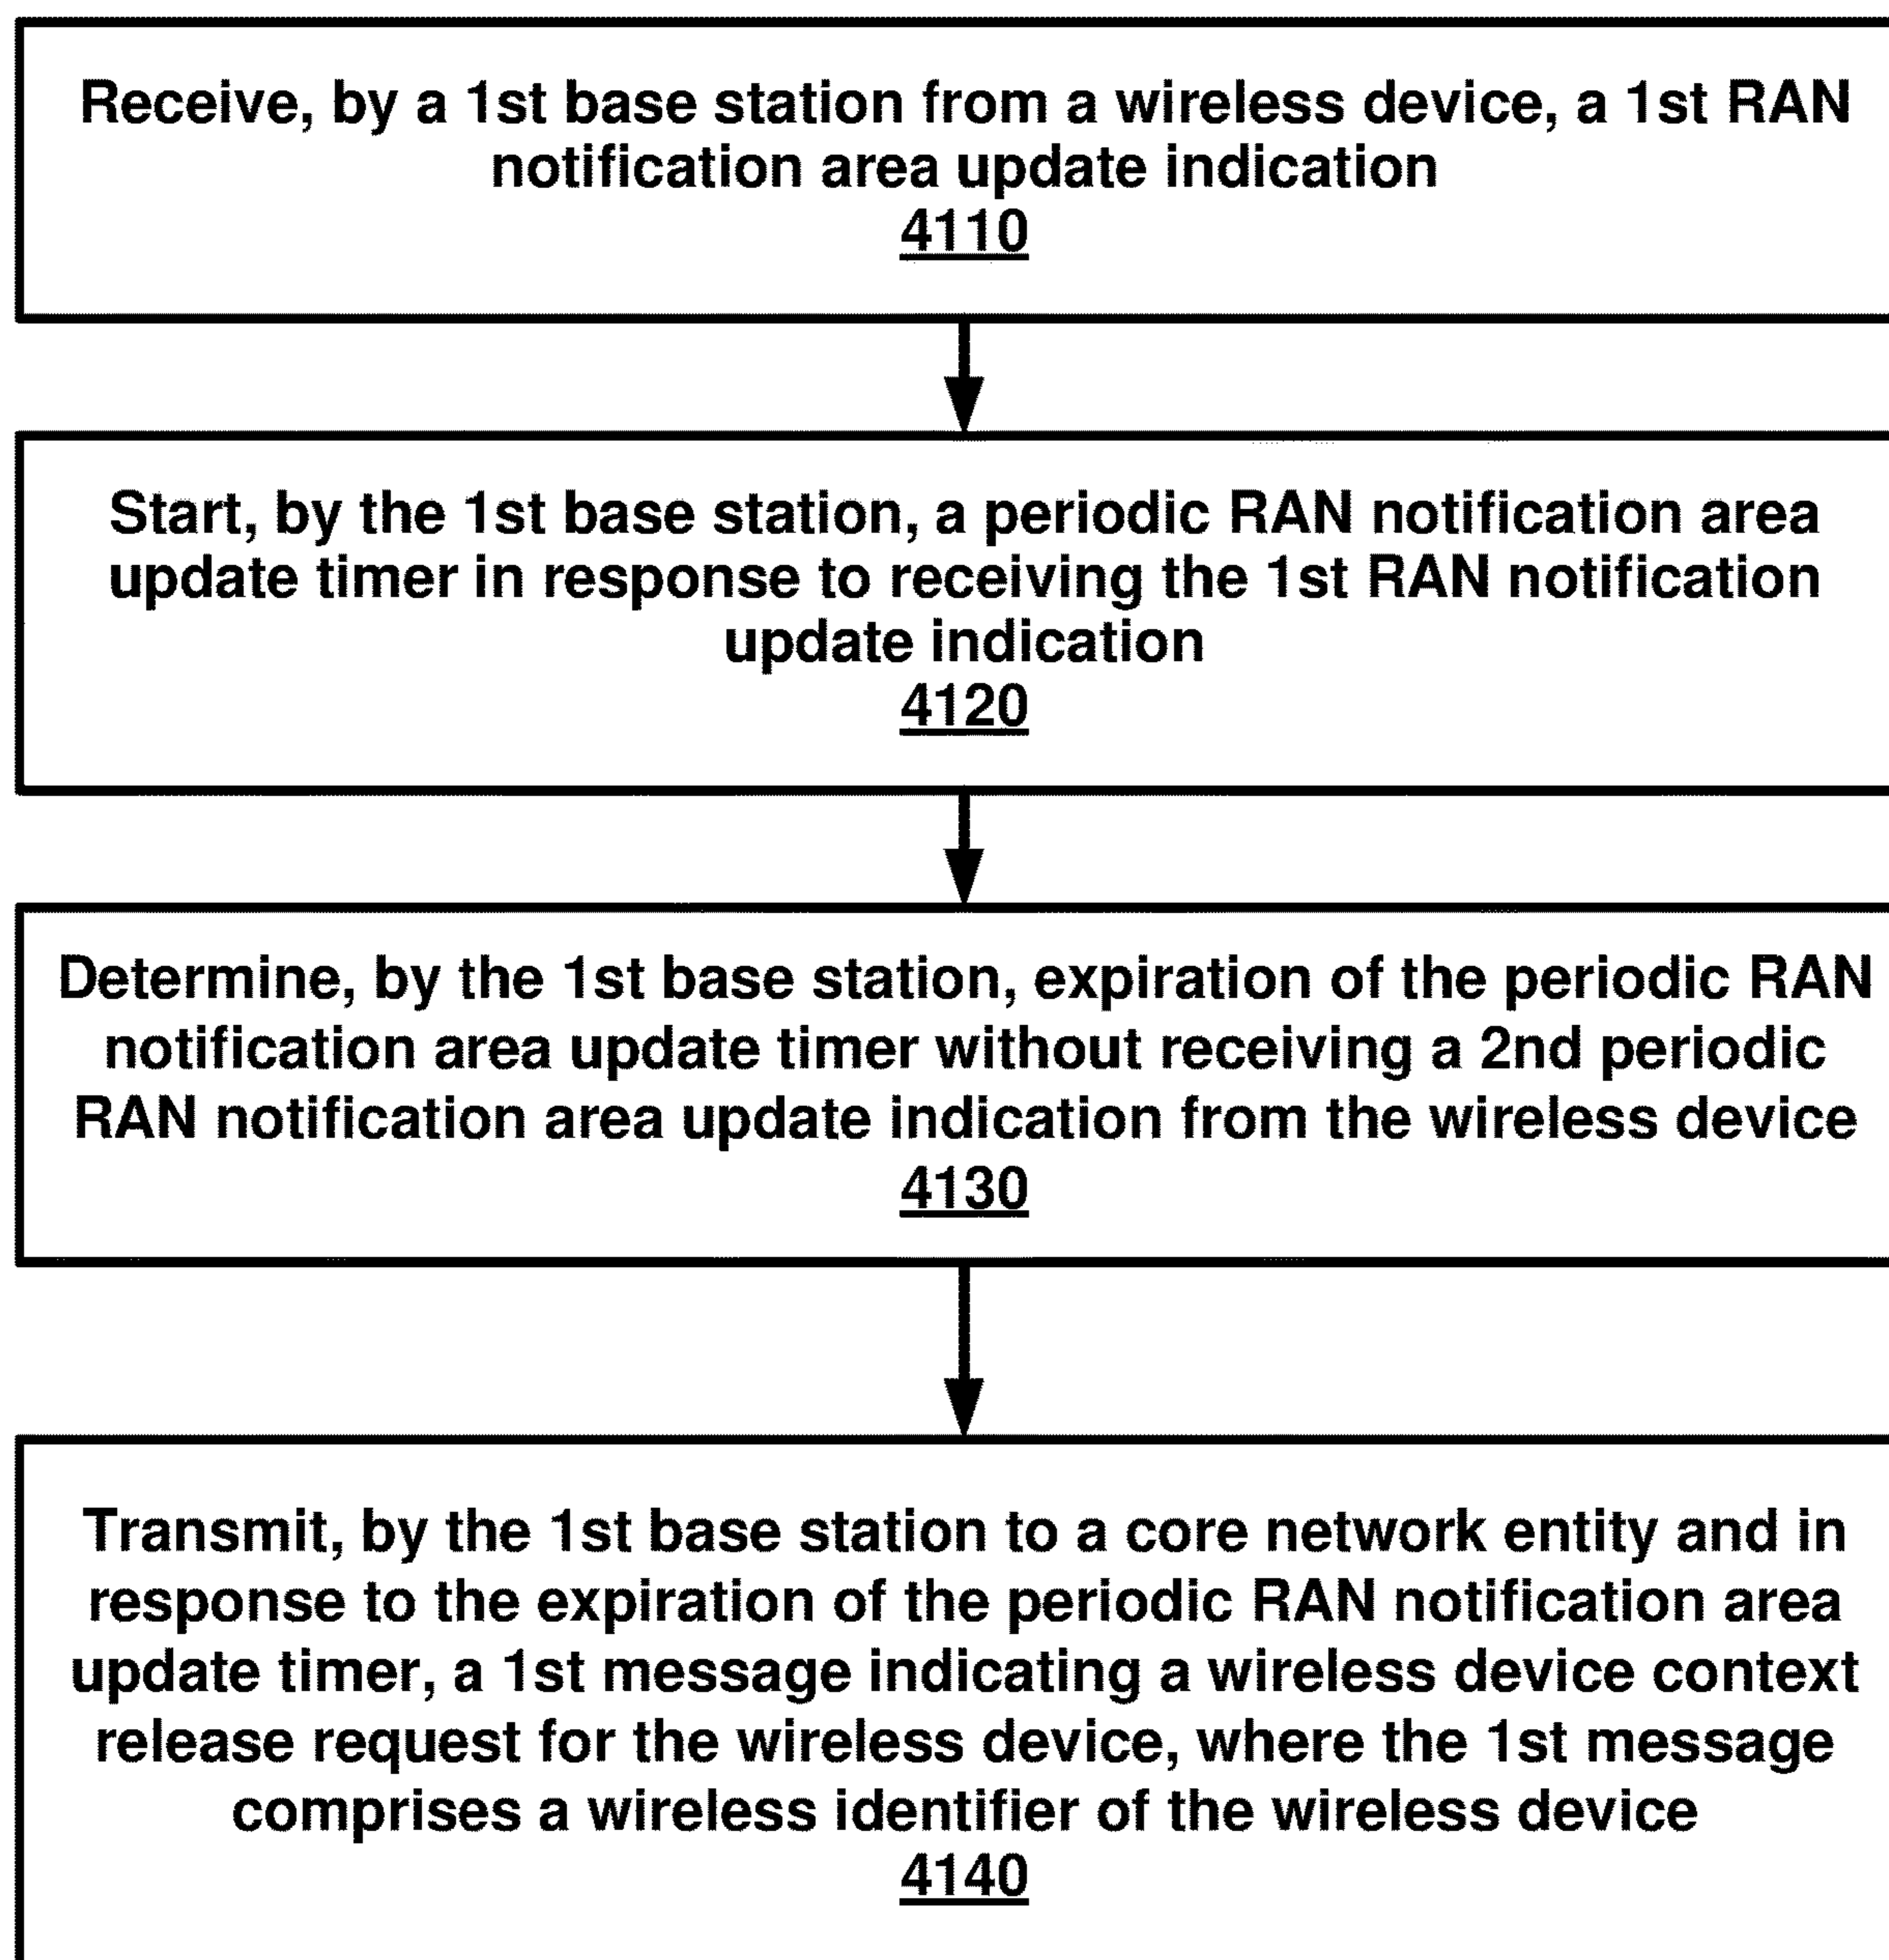 Receive, by a 1st base station from a wireless device, a 1st RAN
notification area update indication
4110
Start, by the 1st base station, a periodic RAN notification area
update timer in response to receiving the 1st RAN notification
update indication
4120
Determine, by the 1st base station, expiration of the periodic RAN
notification area update timer without receiving a 2nd periodic
RAN notification area update indication from the wireless device
4130
Transmit, by the 1st base station to a core network entity and in
response to the expiration of the periodic RAN notification area
update timer, a 1st message indicating a wireless device context
release request for the wireless device, where the 1st message
comprises a wireless identifier of the wireless device
4140